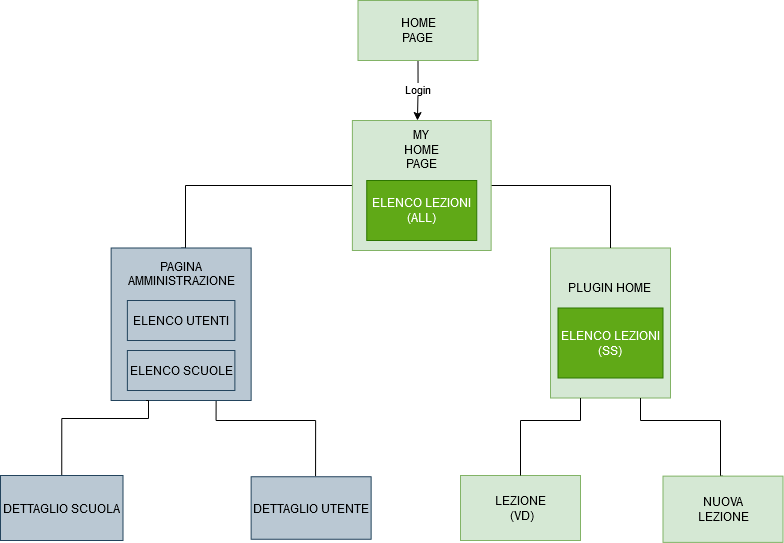 HOME
PAGE
Login
MY
HOME
PAGE
ELENCO LEZIONI
(ALL)
PAGINA
AMMINISTRAZIONE
ELENCO UTENTI
ELENCO SCUOLE
PLUGIN HOME
ELENCO LEZIONI
(SS)
DETTAGLIO SCUOLA
DETTAGLIO UTENTE
LEZIONE
(VD)
NUOVA
LEZIONE